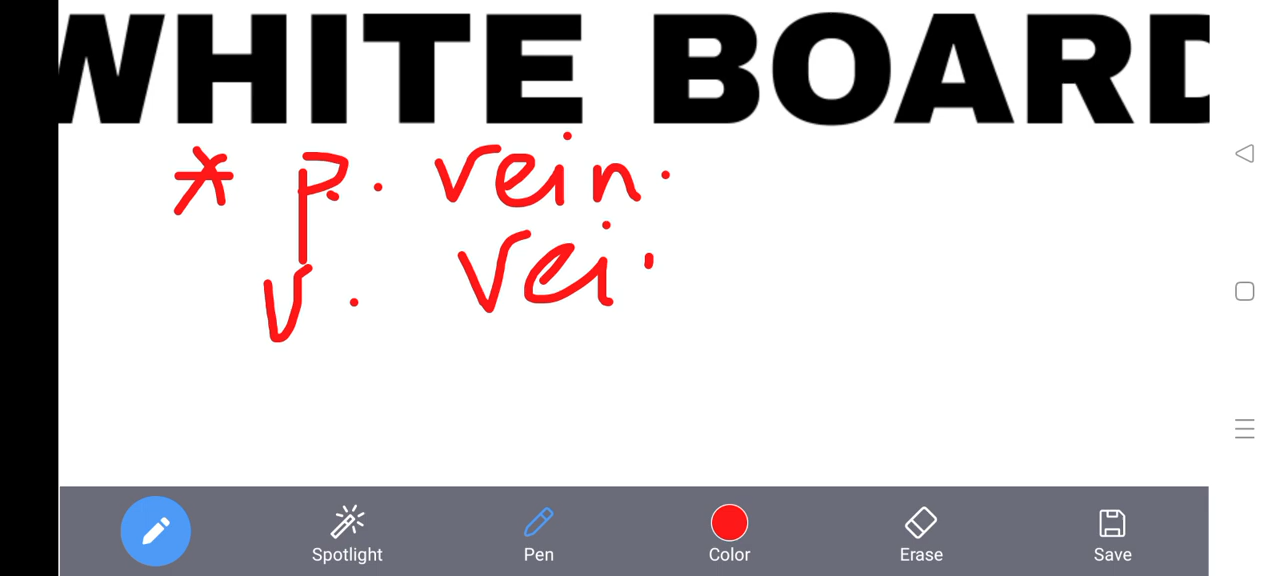 WHITE BOARD
* p. vein.
v. vei.
Spotlight Pen Color Erase Save